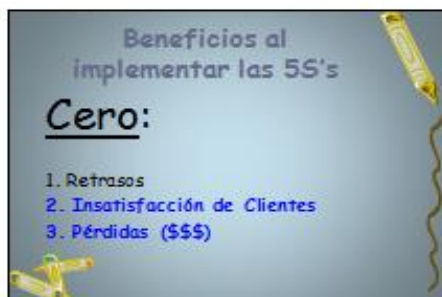 Beneficios al
implementar las 5S's
Cero:
1. Retrasos
2. Insatisfacción de Clientes
3. Pérdidas ($$$)